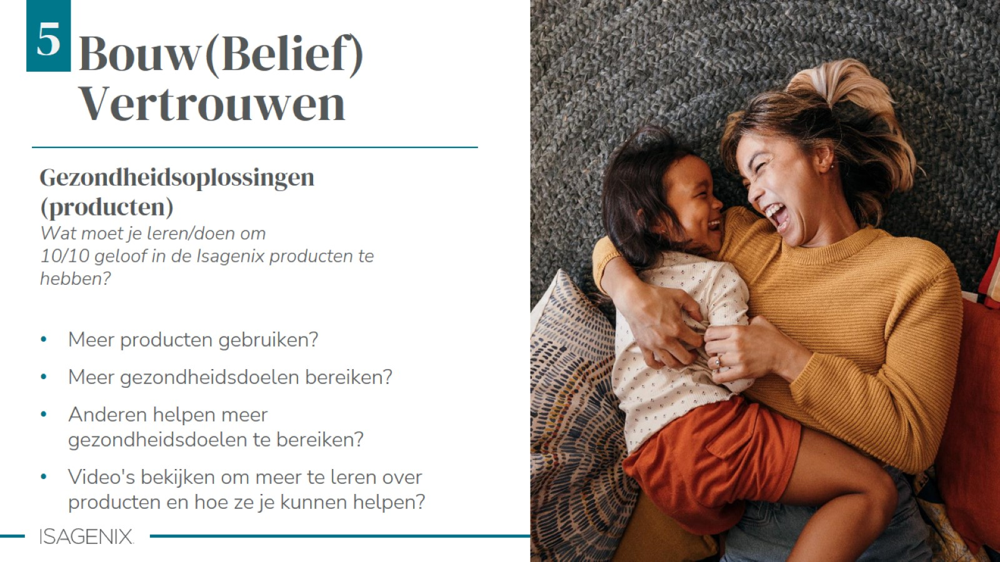 5
Bouw(Belief)
Vertrouwen
Gezondheidsoplossingen
(producten)
Wat moet je leren/doen om
10/10 geloof in de Isagenix producten te
hebben?
• Meer producten gebruiken?
• Meer gezondheidsdoelen bereiken?
• Anderen helpen meer
gezondheidsdoelen te bereiken?
• Video's bekijken om meer te leren over
producten en hoe ze je kunnen helpen?
ISAGENIX